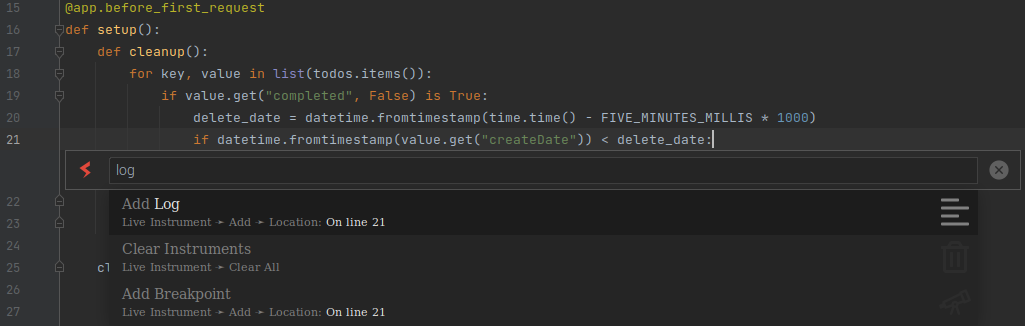 15 @app.before_first_request
16 def setup():
17 def cleanup():
18 for key, value in list(todos.items()):
19 if value.get("completed", False) is True:
20 delete_date = datetime.fromtimestamp(time.time() - FIVE_MINUTES_MILLIS * 1000)
21 if datetime.fromtimestamp(value.get("createDate")) < delete_date:
log
22
Add Log
Live Instrument ➛ Add ➛ Location: On line 21
23
24
Clear Instruments
25 cl
Live Instrument ➛ Clear All
26
Add Breakpoint
27
Live Instrument ➛ Add ➛ Location: On line 21